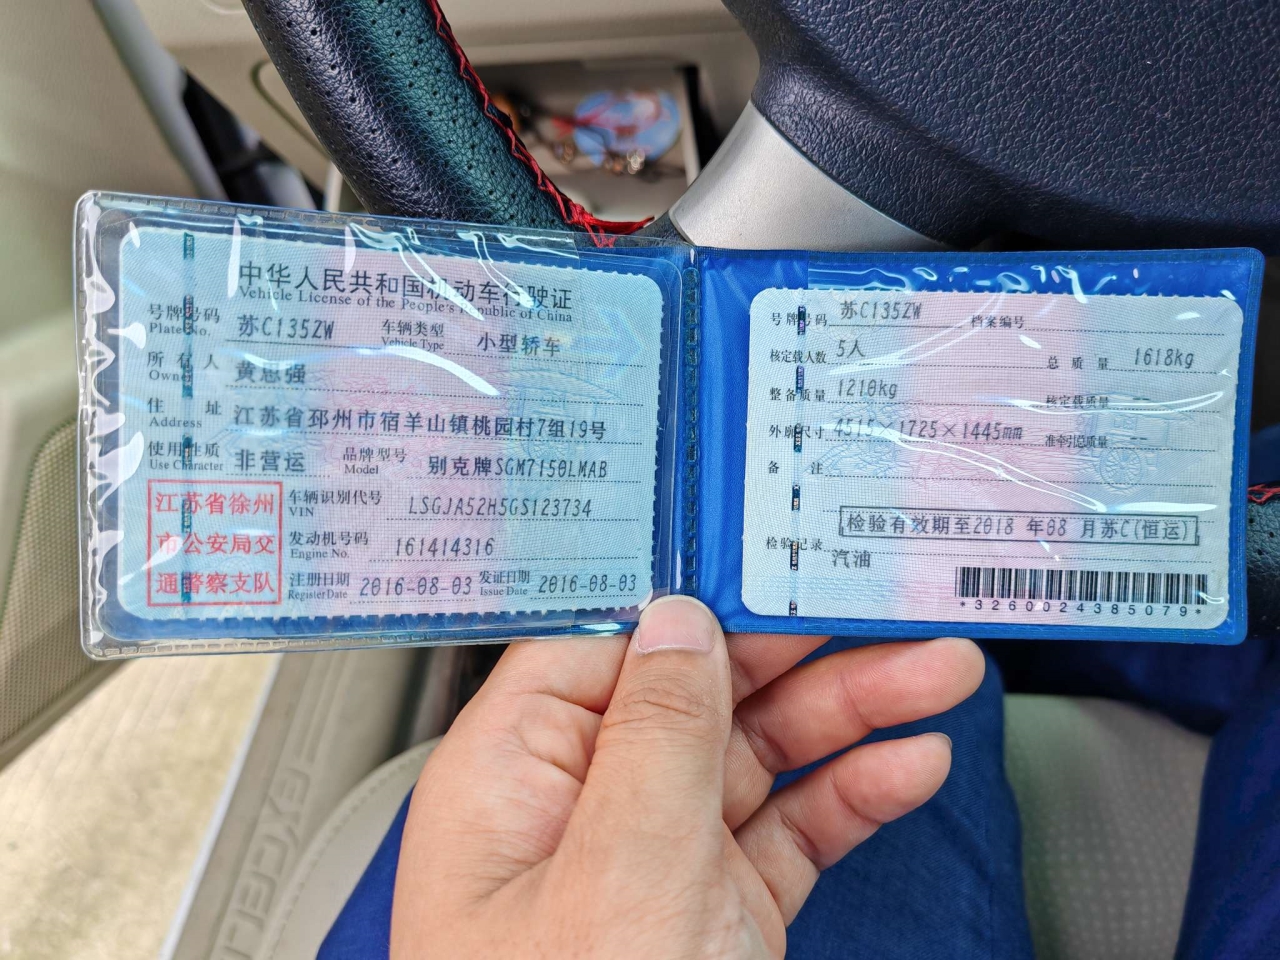 中华人民共和国机动车行驶证
Vehicle License of the People's Republic of China
号牌号码 苏C135ZW 车辆类型 小型轿车
Plate No. Vehicle Type
所有人 黄思强
Owner
住址 江苏省邳州市宿羊山镇桃园村7组19号
Address
使用性质 非营运 品牌型号 别克牌SGM7150LMAB
Use Character Model
江苏省徐州
市公安局交
通警察支队
车辆识别代号 LSGJA52H5GS123734
VIN
发动机号码 161414316
Engine No.
注册日期 2016-08-03 发证日期 2016-08-03
Register Date Issue Date
号牌号码 苏C135ZW 档案编号
核定载人数 5人 总质量 1618kg
整备质量 1210kg 核定载质量 --
外廓尺寸 4515×1725×1445mm 准牵引总质量 --
备注
检验有效期至2018 年08 月苏C(恒运)
检验记录
汽油
*3260024385079*